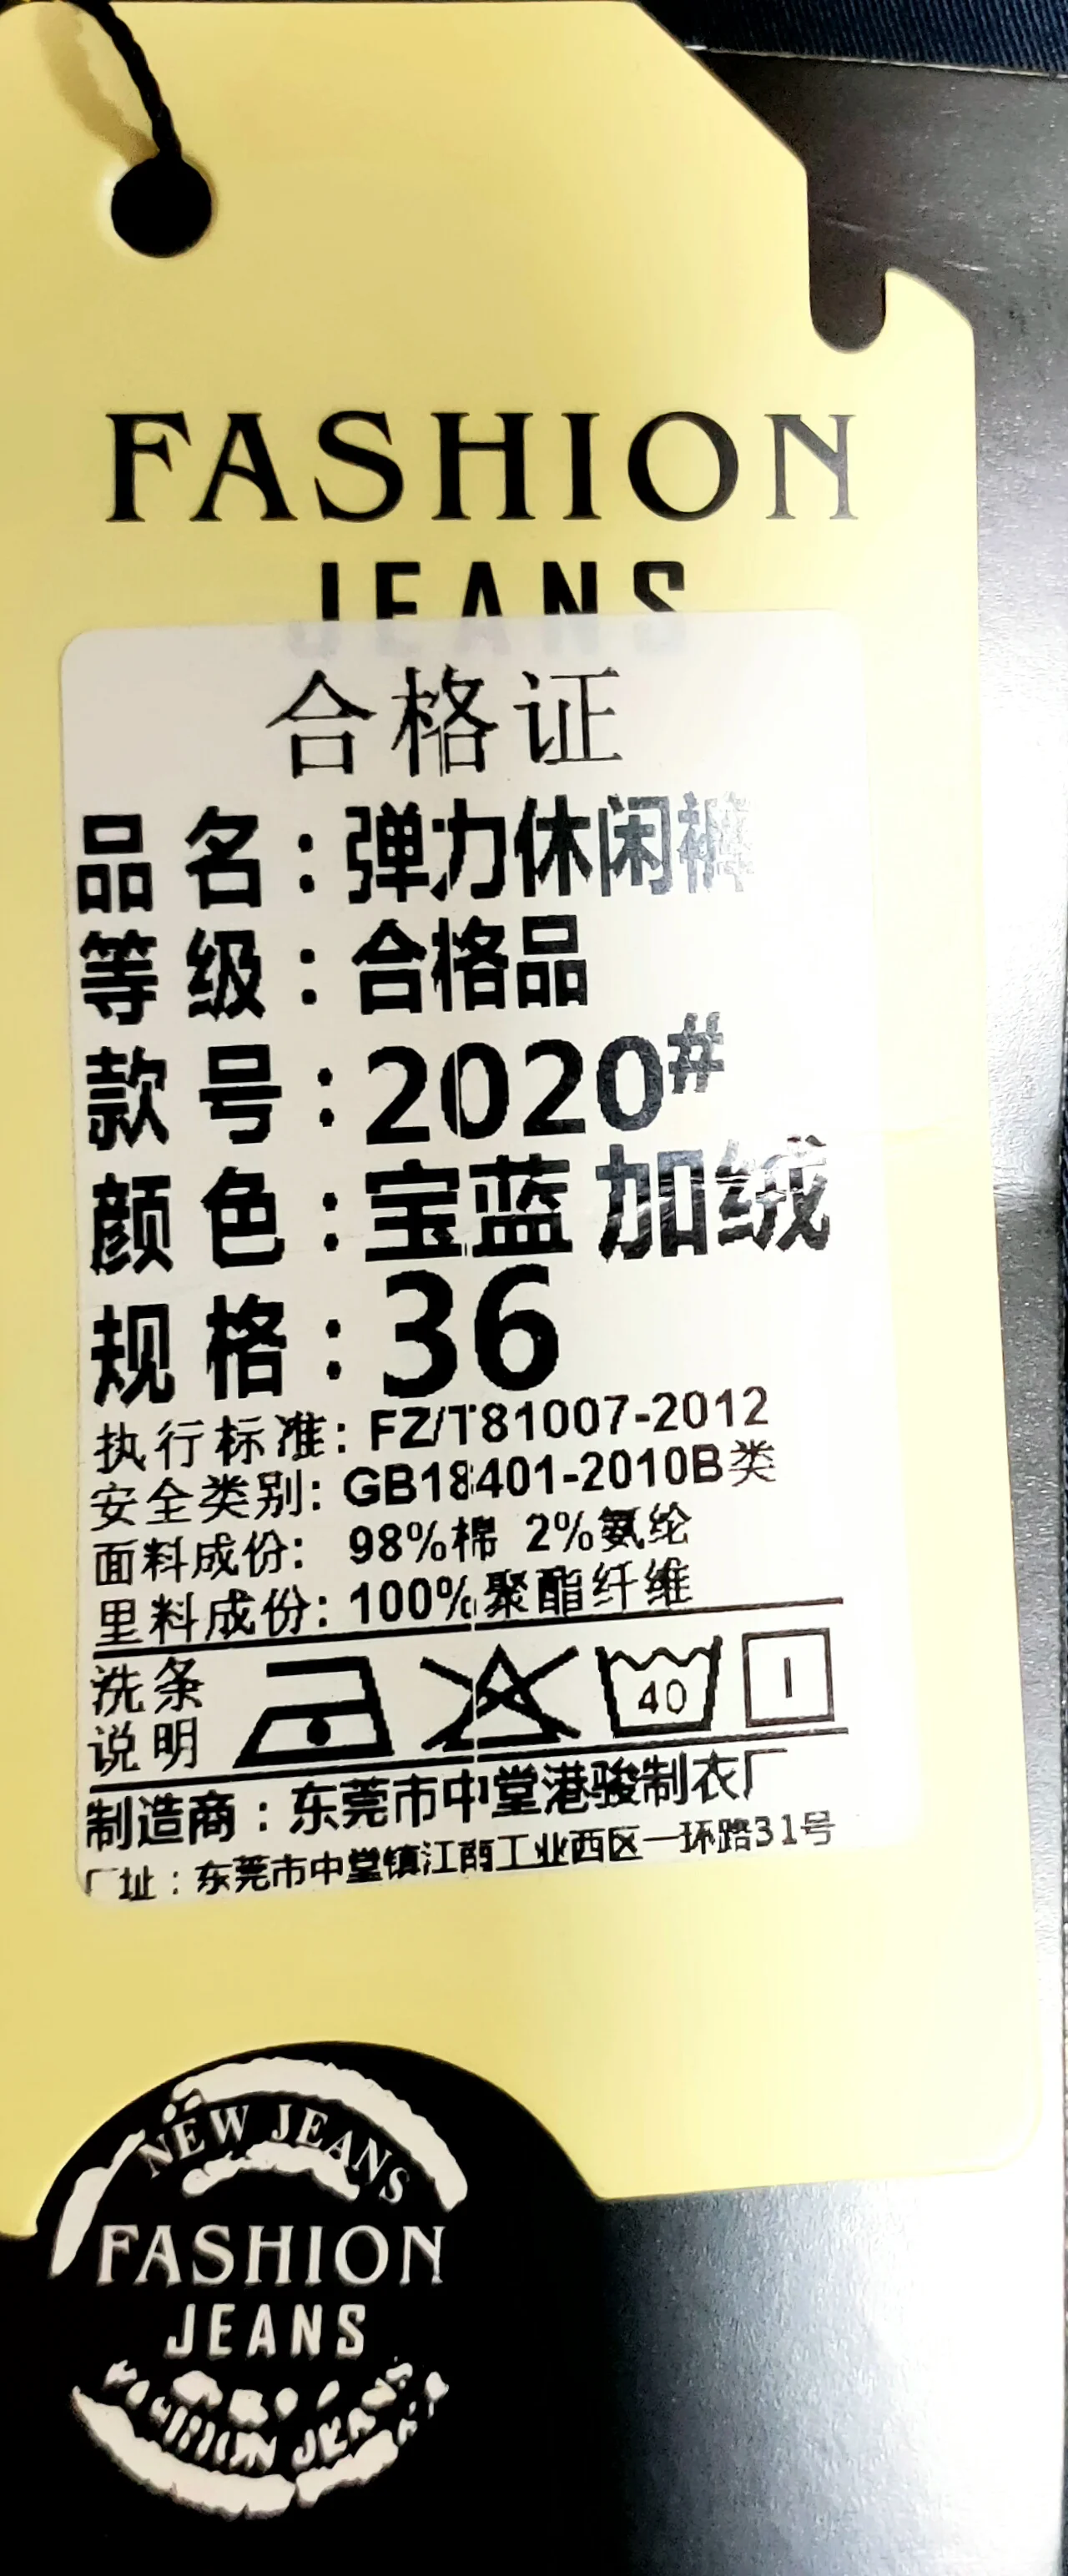 FASHION
JEANS
合格证
品名：弹力休闲裤
等级：合格品
款号：2020#
颜色：宝蓝 加绒
规格：36
执行标准：FZ/T81007-2012
安全类别：GB18401-2010B类
面料成份： 98%棉 2%氨纶
里料成份：100%聚酯纤维
洗条
说明
40
制造商：东莞市中堂港骏制衣厂
厂址：东莞市中堂镇江南工业西区一环路31号
NEW JEANS
FASHION
JEANS
FASHION JEANS